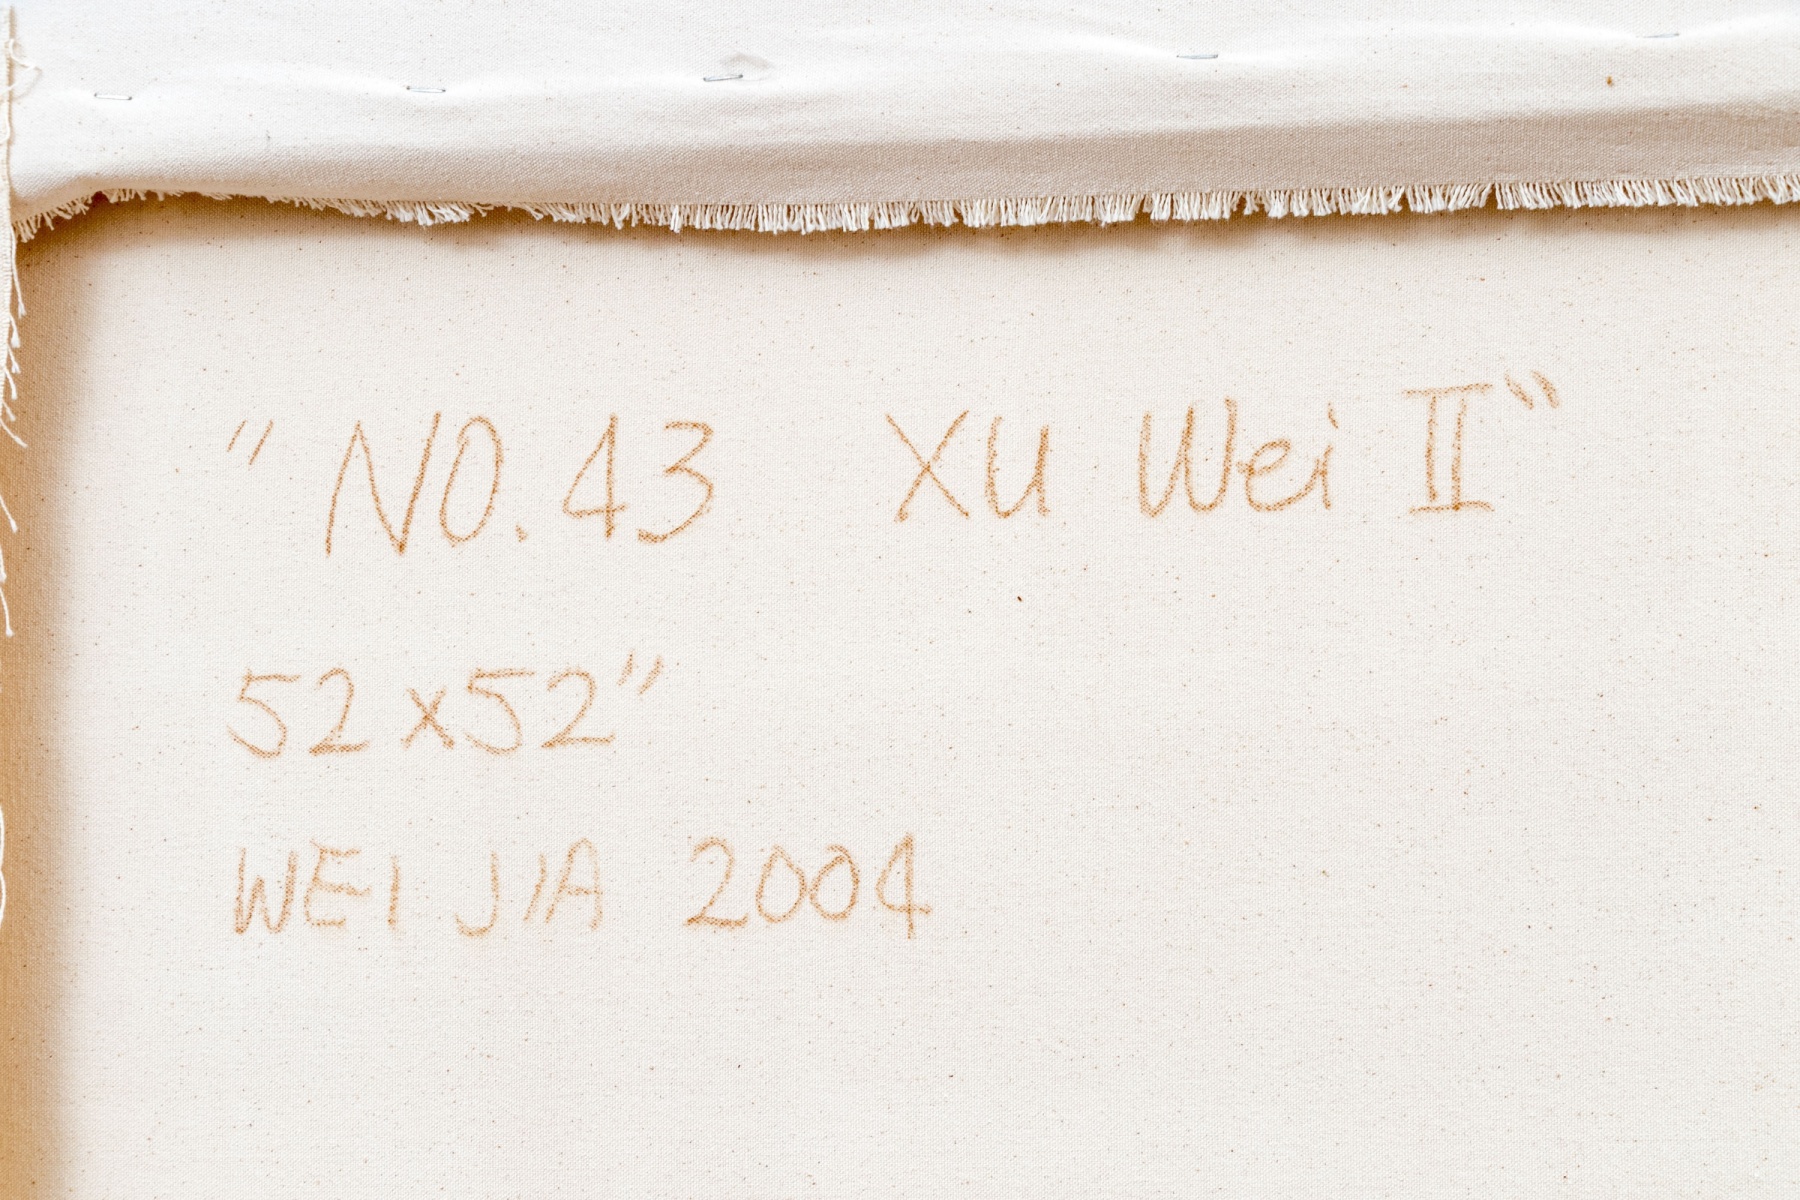 "NO.43 XU Wei II"
52x52"
WEI JIA 2004